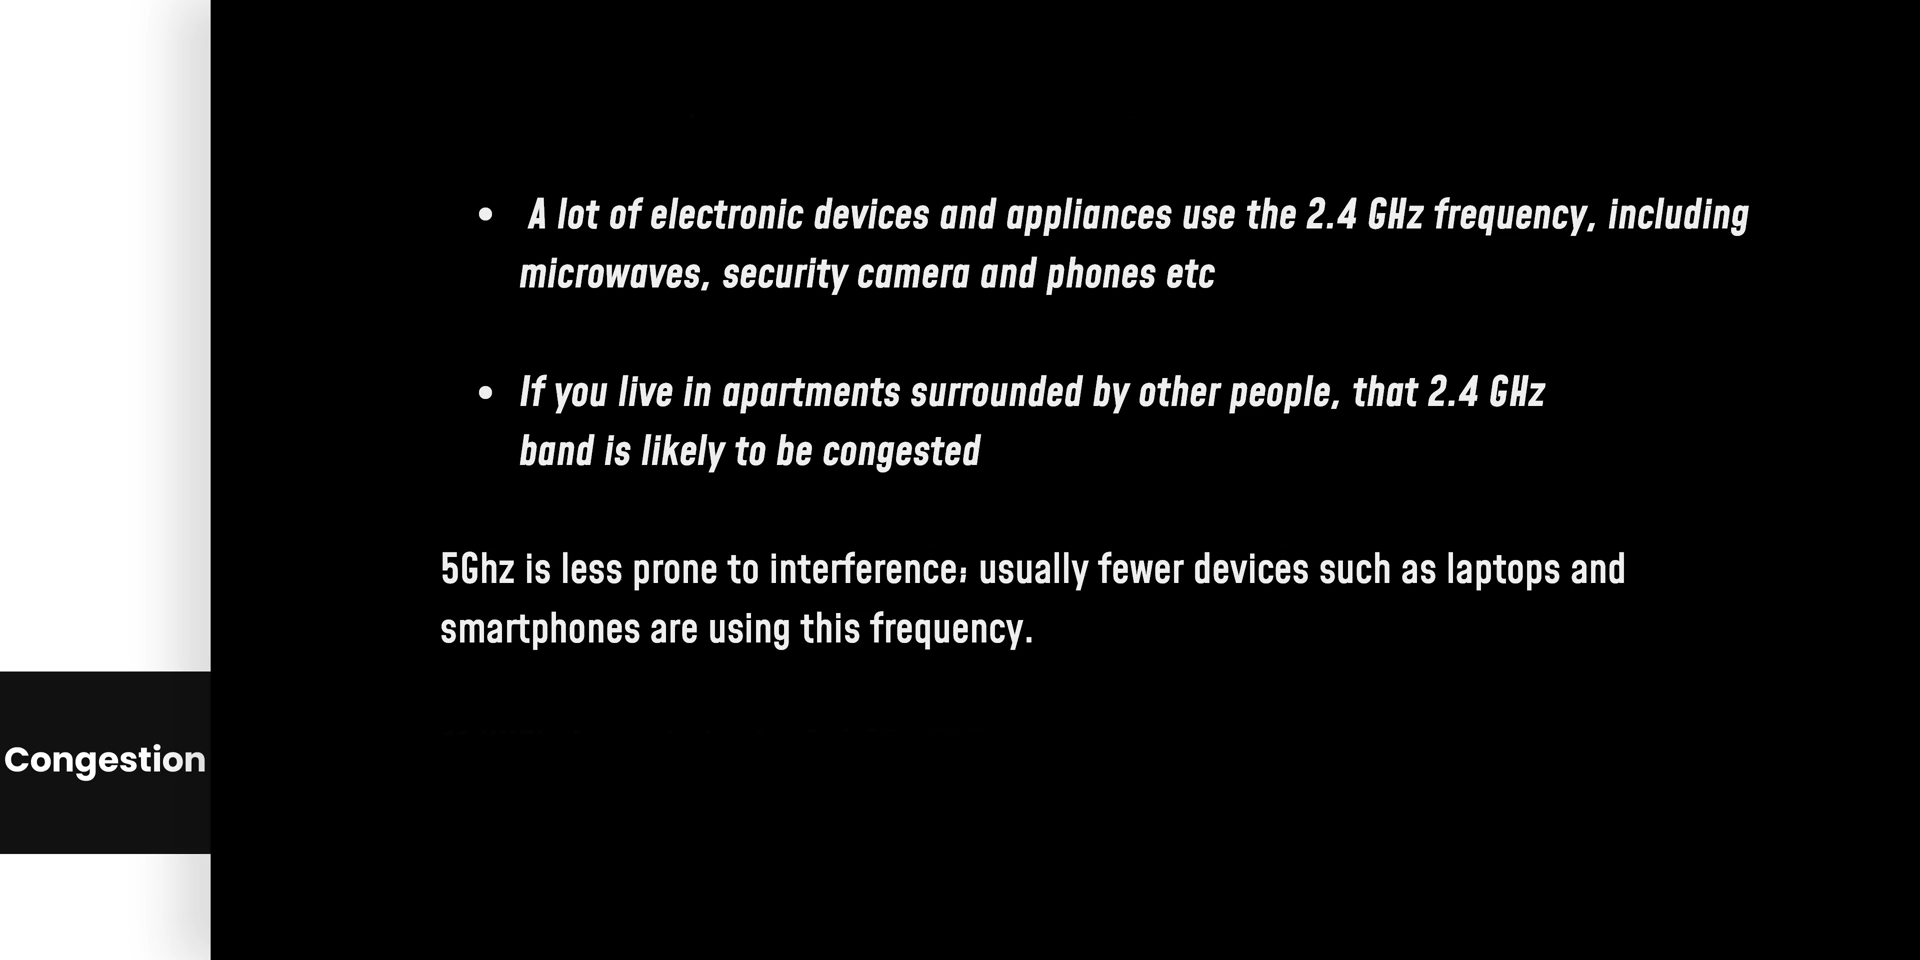 • A lot of electronic devices and appliances use the 2.4 GHz frequency, including
microwaves, security camera and phones etc
• If you live in apartments surrounded by other people, that 2.4 GHz
band is likely to be congested
5Ghz is less prone to interference; usually fewer devices such as laptops and
smartphones are using this frequency.
Congestion